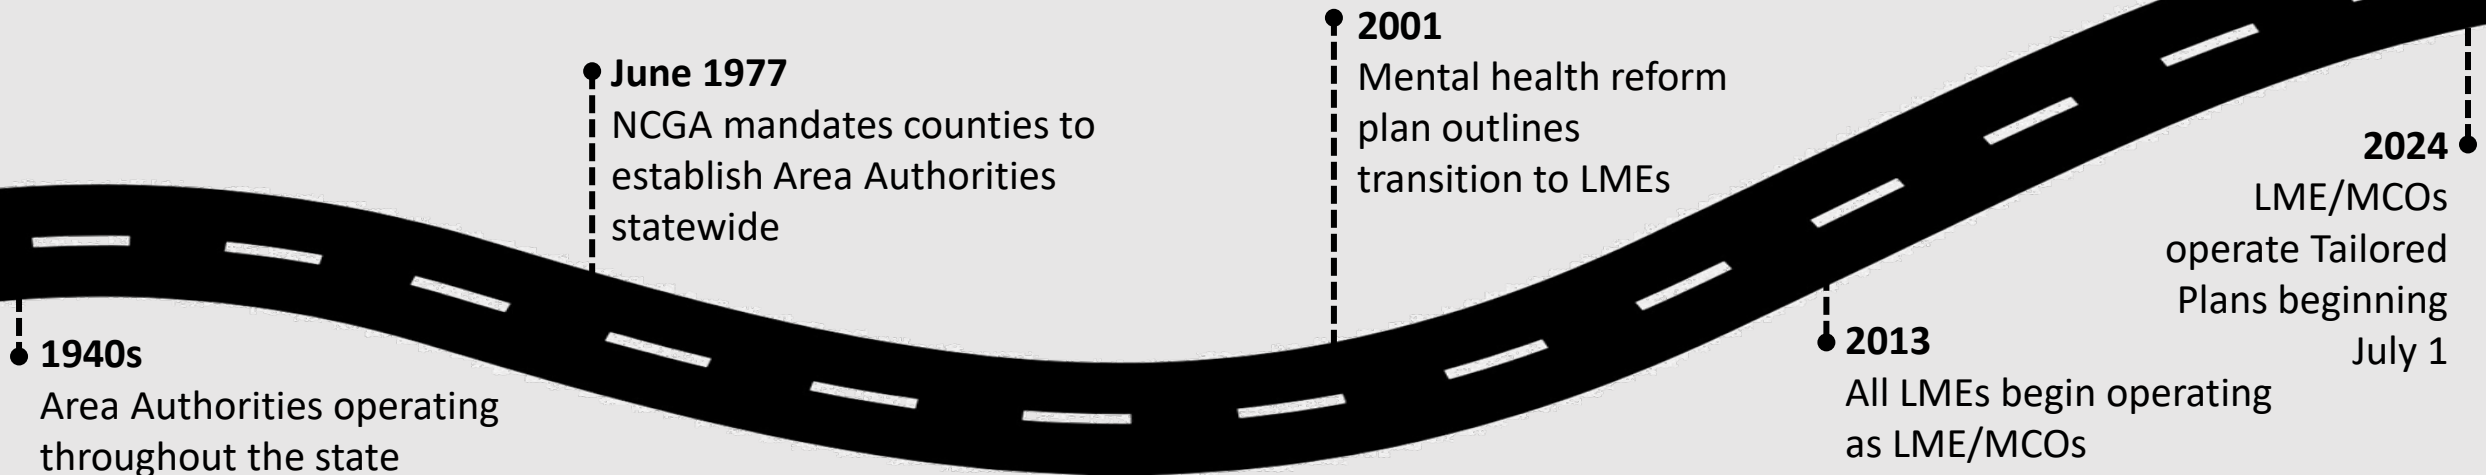 1940s
Area Authorities operating
throughout the state
June 1977
NCGA mandates counties to
establish Area Authorities
statewide
2001
Mental health reform
plan outlines
transition to LMEs
2013
All LMEs begin operating
as LME/MCOs
2024
LME/MCOs
operate Tailored
Plans beginning
July 1